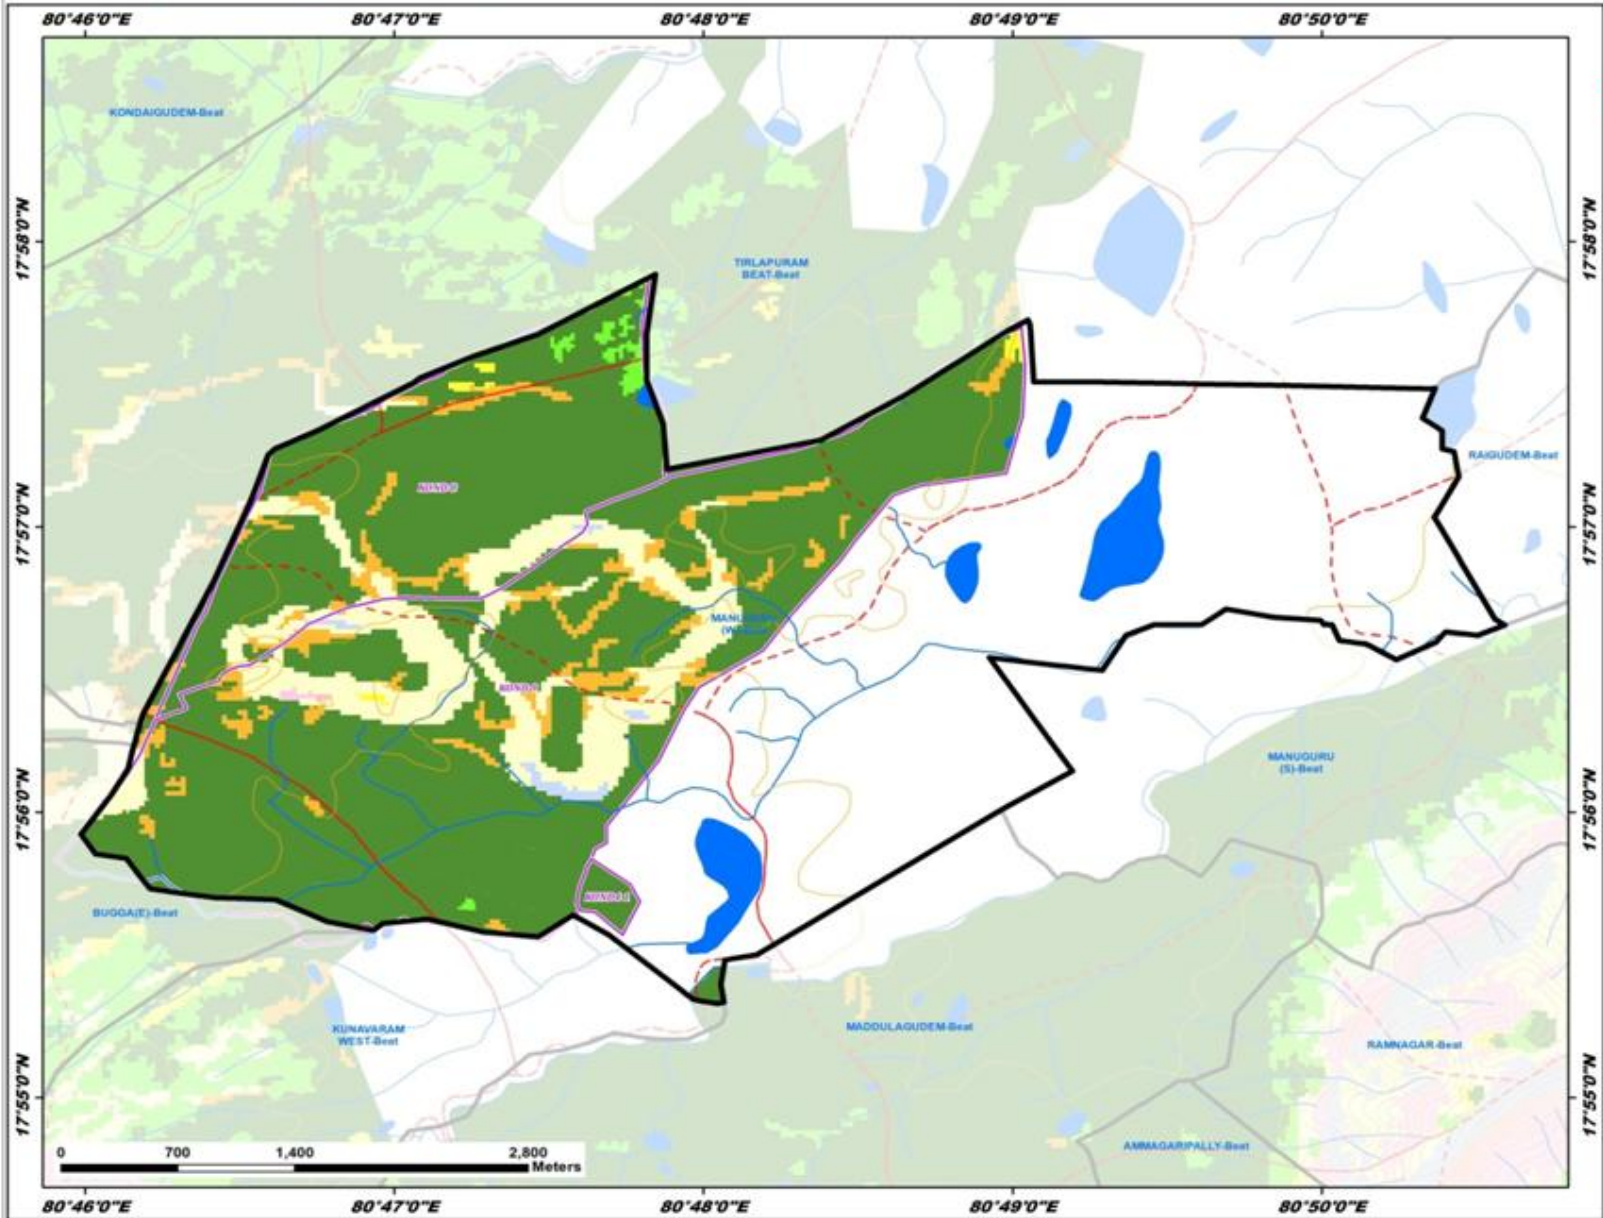 80°46'0"E
80°47'0"E
80°48'0"E
80°49'0"E
80°50'0"E
KONDAIGUDEM-Beat
17°58'0"N
17°58'0"N
TIRLAPURAM
BEAT-Beat
RAIGUDEM-Beat
17°57'0"N
17°57'0"N
MANUGURU
(S)-Beat
17°56'0"N
17°56'0"N
BUGGA(E)-Beat
KUNAVARAM
WEST-Beat
MADDULAGUDEM-Beat
RAMNAGAR-Beat
17°55'0"N
17°55'0"N
AMMAGARIPALLY-Beat
0
700
1,400
2,800
Meters
80°46'0"E
80°47'0"E
80°48'0"E
80°49'0"E
80°50'0"E